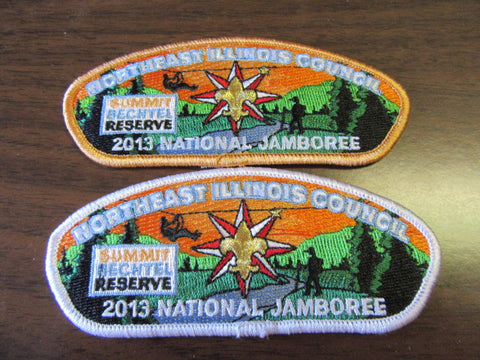 NORTHEAST ILLINOIS COUNCIL
SUMMIT
BECHTEL
RESERVE
2013 NATIONAL JAMBOREE
NORTHEAST ILLINOIS COUNCIL
SUMMIT
BECHTEL
RESERVE
2013 NATIONAL JAMBOREE